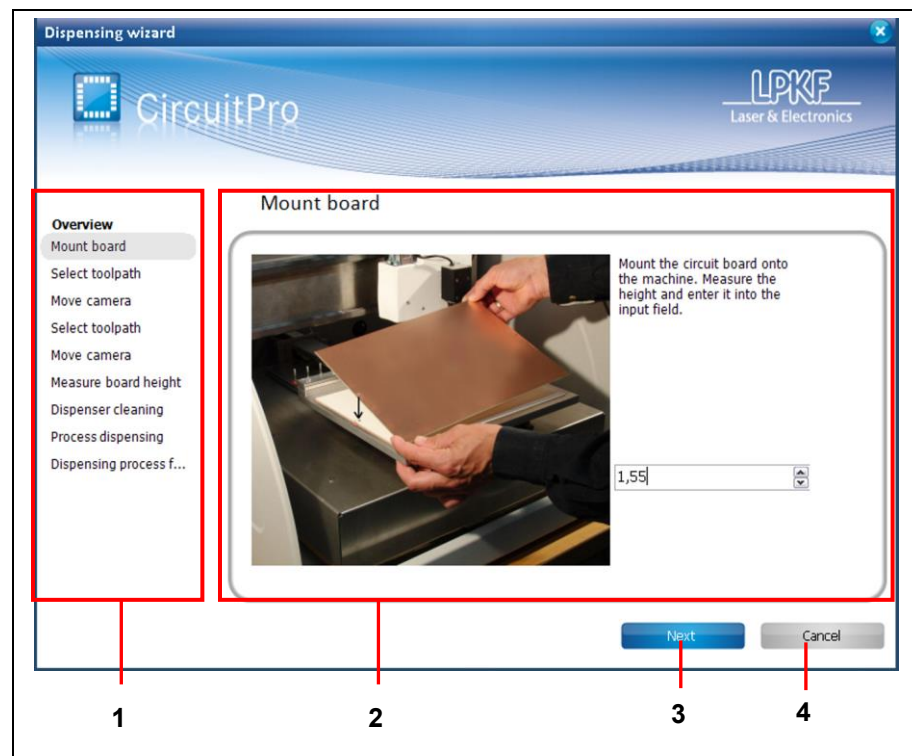 Dispensing wizard
CircuitPro
LPKF
Laser & Electronics
Overview
Mount board
Select toolpath
Move camera
Select toolpath
Move camera
Measure board height
Dispenser cleaning
Process dispensing
Dispensing process f...
Mount board
Mount the circuit board onto
the machine. Measure the
height and enter it into the
input field.
1,55
Next
Cancel
1
2
3
4